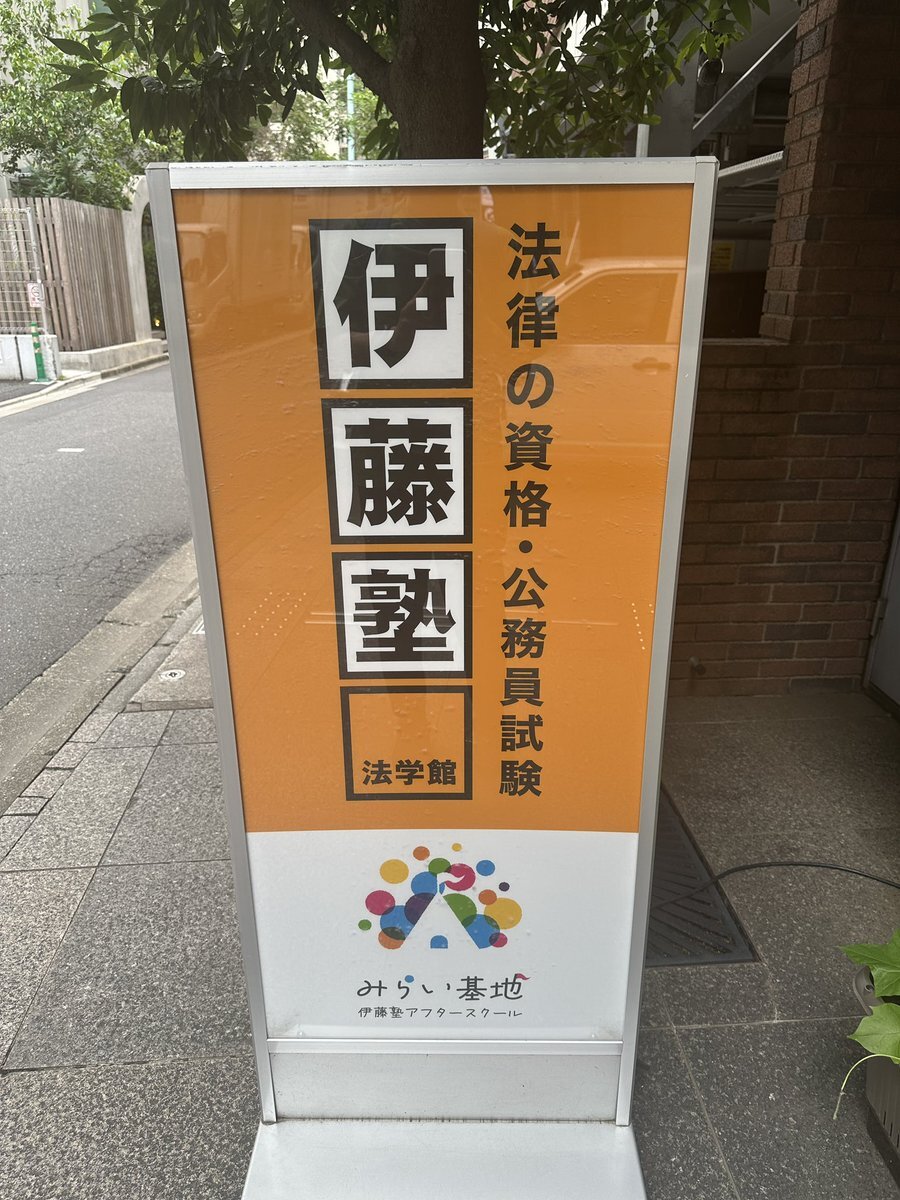 法律の資格・公務員試験
伊藤塾
法学館
みらい基地
伊藤塾アフタースクール